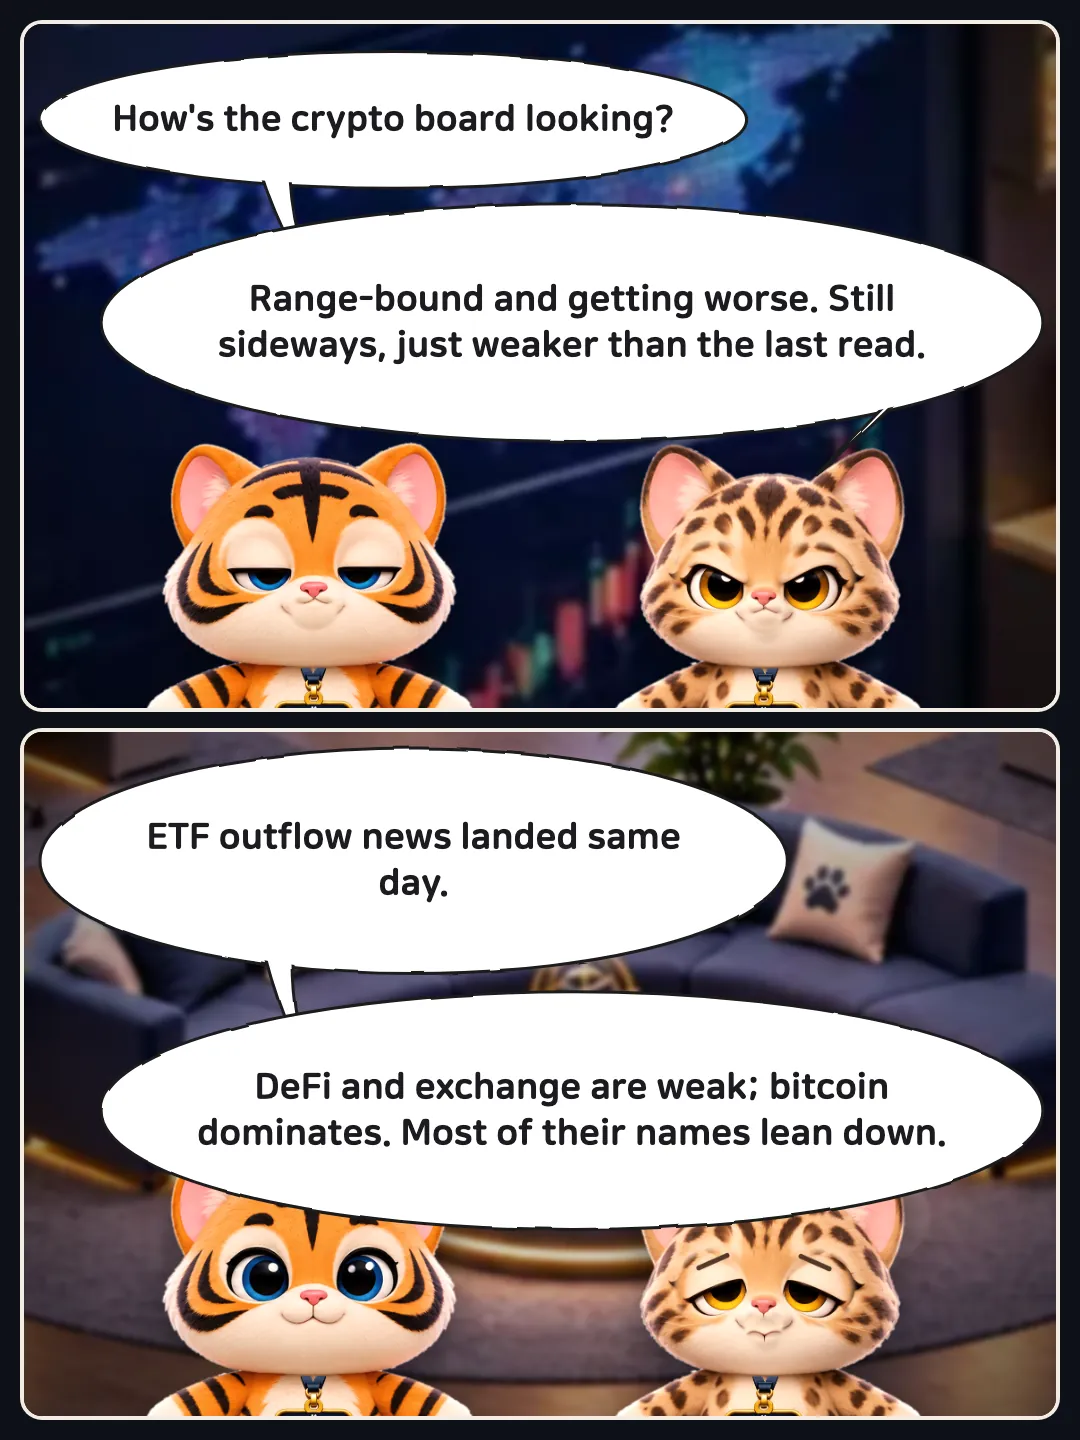 How's the crypto board looking?
Range-bound and getting worse. Still
sideways, just weaker than the last read.
ETF outflow news landed same
day.
DeFi and exchange are weak; bitcoin
dominates. Most of their names lean down.